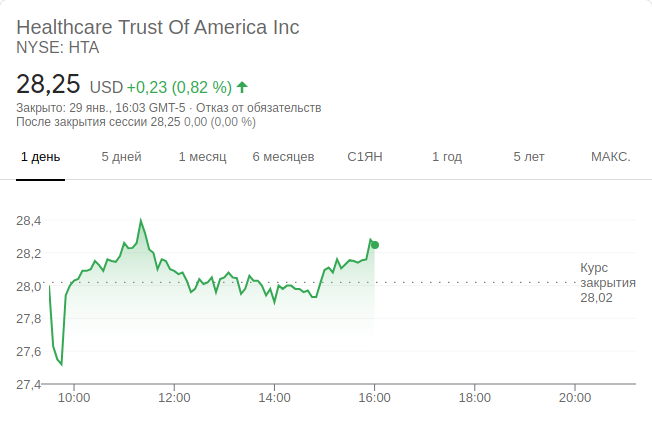 Healthcare Trust Of America Inc
NYSE: HTA
28,25 USD +0,23 (0,82 %)
Закрыто: 29 янв., 16:03 GMT-5 · Отказ от обязательств
После закрытия сессии 28,25 0,00 (0,00 %)
1 день 5 дней 1 месяц 6 месяцев С1ЯН 1 год 5 лет МАКС.
28,4
28,2
28,0
27,8
27,6
27,4
Курс
закрытия
28,02
10:00 12:00 14:00 16:00 18:00 20:00